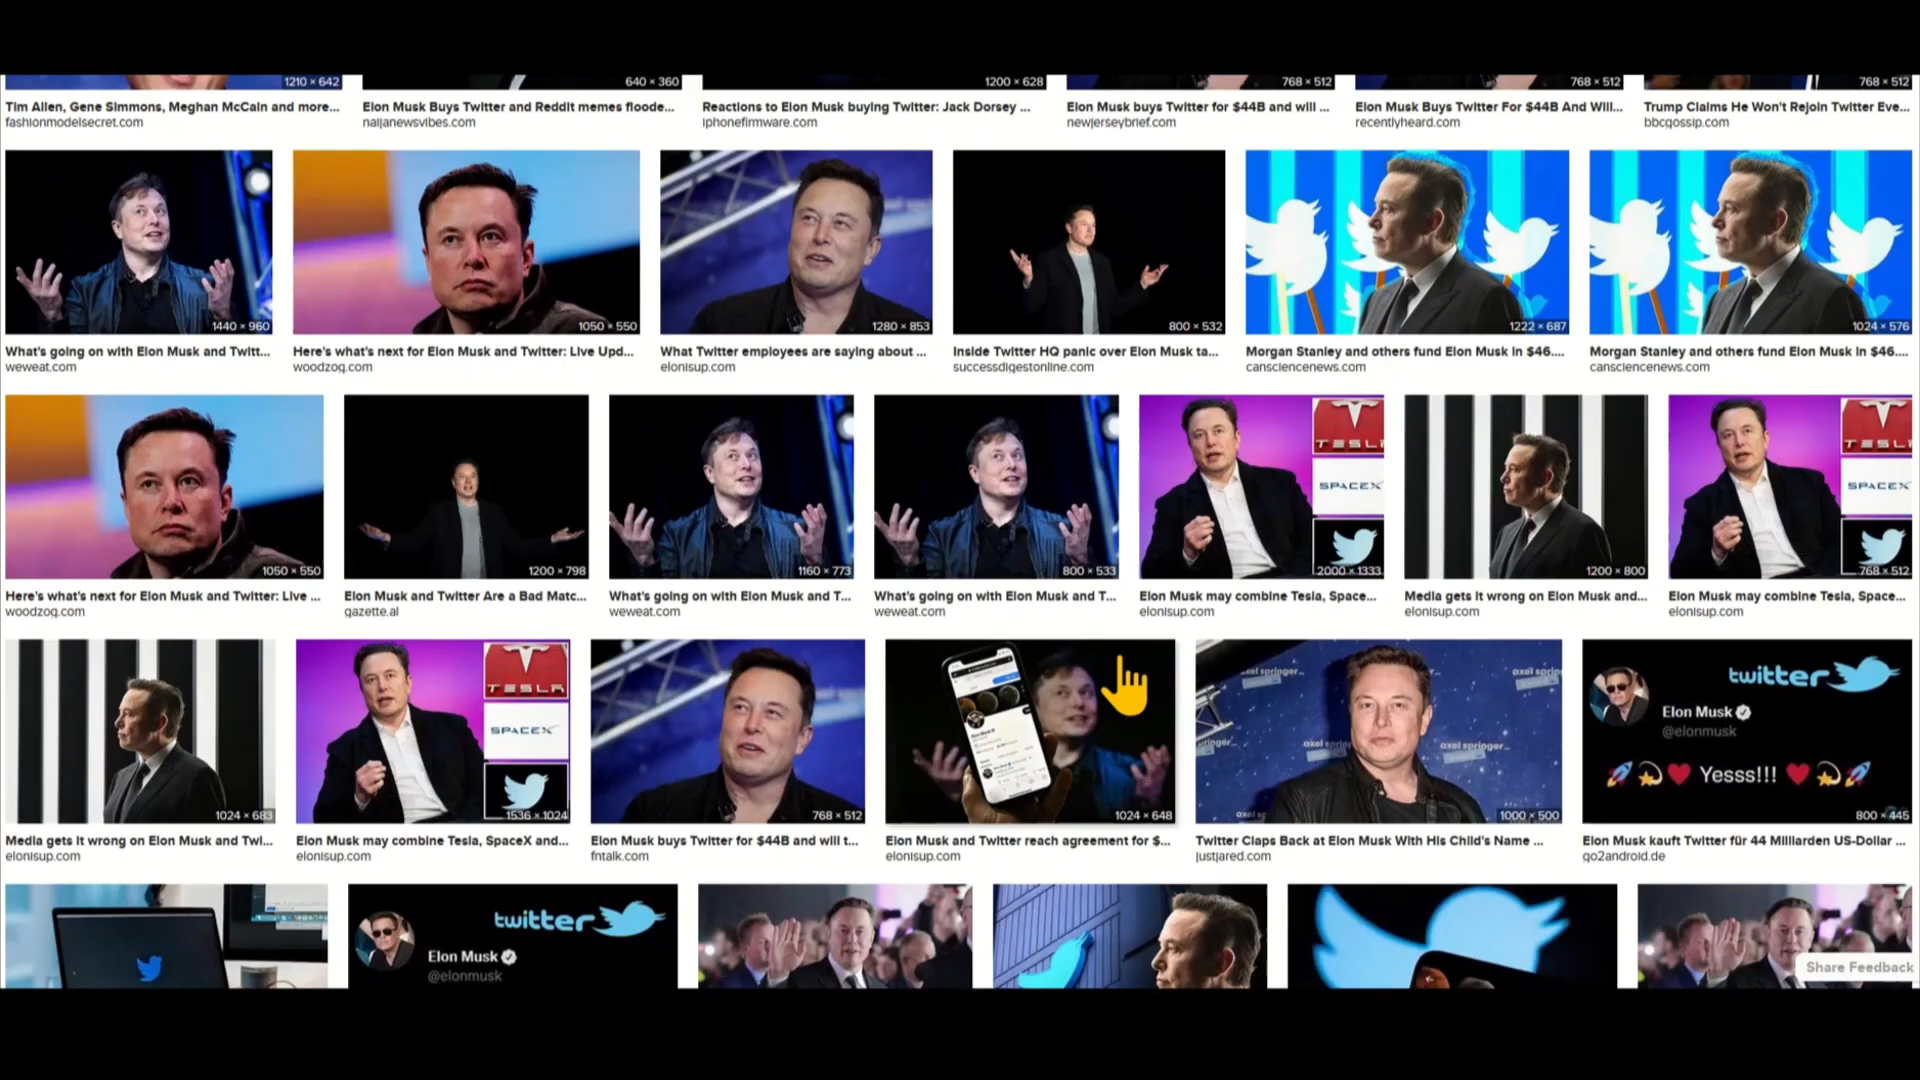 1210 × 642
640 × 360
1200 × 628
768 × 512
768 × 512
768 × 512
Tim Allen, Gene Simmons, Meghan McCain and more...
Elon Musk Buys Twitter and Reddit memes floode...
Reactions to Elon Musk buying Twitter: Jack Dorsey ...
Elon Musk buys Twitter for $44B and will ...
Elon Musk Buys Twitter For $44B And Will...
Trump Claims He Won't Rejoin Twitter Eve...
fashionmodelsecret.com
naijanewsvibes.com
iphonefirmware.com
newjerseybrief.com
recentlyheard.com
bbcgossip.com
1440 × 960
1050 × 550
1280 × 853
800 × 532
1222 × 687
1024 × 576
What's going on with Elon Musk and Twitt...
Here's what's next for Elon Musk and Twitter: Live Upd...
What Twitter employees are saying about ...
Inside Twitter HQ panic over Elon Musk ta...
Morgan Stanley and others fund Elon Musk in $46....
Morgan Stanley and others fund Elon Musk in $46....
weweat.com
woodzog.com
elonisup.com
successdigestonline.com
cansciencenews.com
cansciencenews.com
TESL
SPACEX
TESL
SPACEX
1050 × 550
1200 × 798
1160 × 773
800 × 533
2000 × 1333
1200 × 800
768 × 512
Here's what's next for Elon Musk and Twitter: Live ...
Elon Musk and Twitter Are a Bad Matc...
What's going on with Elon Musk and T...
What's going on with Elon Musk and T...
Elon Musk may combine Tesla, Space...
Media gets it wrong on Elon Musk and...
Elon Musk may combine Tesla, Space...
woodzog.com
gazette.al
weweat.com
weweat.com
elonisup.com
elonisup.com
elonisup.com
TESLA
SPACEX
axel springer
axel springer
axel springer
axel springer
twitter
Elon Musk
@elonmusk
Yesss!!!
1024 × 683
1536 × 1024
768 × 512
1024 × 648
1000 × 500
800 × 445
Media gets it wrong on Elon Musk and Twi...
Elon Musk may combine Tesla, SpaceX and...
Elon Musk buys Twitter for $44B and will t...
Elon Musk and Twitter reach agreement for $...
Twitter Claps Back at Elon Musk With His Child's Name ...
Elon Musk kauft Twitter für 44 Milliarden US-Dollar ...
elonisup.com
elonisup.com
fntalk.com
elonisup.com
justjared.com
go2android.de
twitter
Elon Musk
@elonmusk
Share Feedback